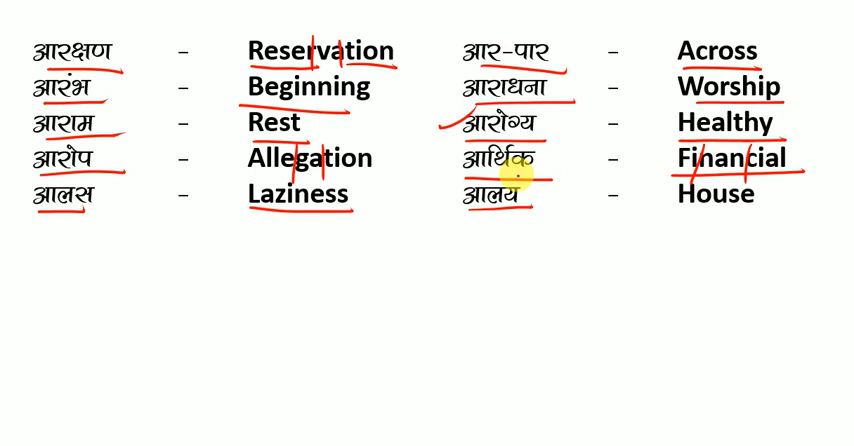 आरक्षण - Reservation आर-पार - Across
आरंभ - Beginning आराधना - Worship
आराम - Rest आरोग्य - Healthy
आरोप - Allegation आर्थिक - Financial
आलस - Laziness आलय - House